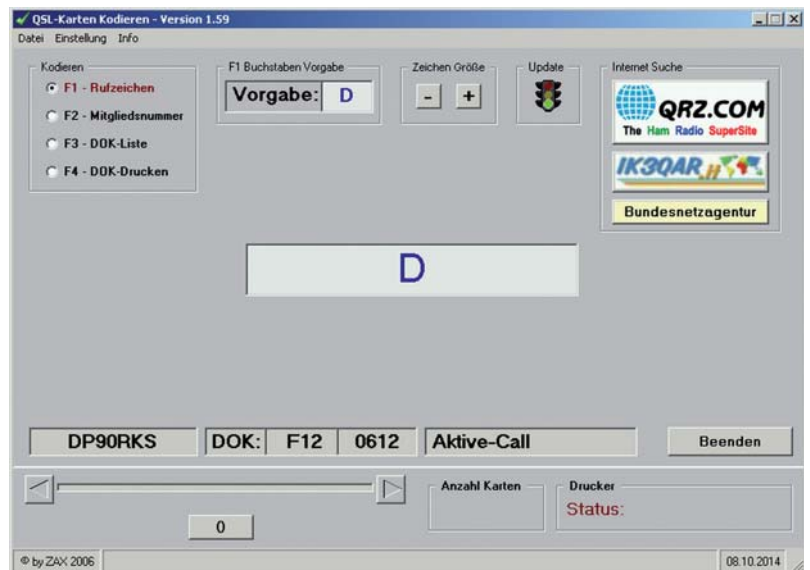 QSL-Karten Kodieren - Version 1.59
Datei Einstellung Info
Kodieren
F1 - Rufzeichen
F2 - Mitgliedsnummer
F3 - DOK-Liste
F4 - DOK-Drucken
F1 Buchstaben Vorgabe
Vorgabe: D
Zeichen Größe
- +
Update
Internet Suche
QRZ.COM
The Ham Radio SuperSite
IK3QAR.it
Bundesnetzagentur
D
DP90RKS DOK: F12 0612 Aktive-Call Beenden
0
Anzahl Karten
Drucker
Status:
© by ZAX 2006 08.10.2014